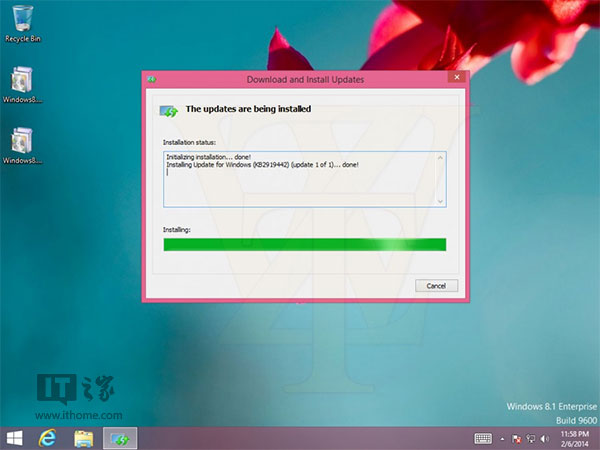 Recycle Bin
Windows8....
Windows8....
Download and Install Updates
The updates are being installed
Installation status:
Initializing installation... done!
Installing Update for Windows (KB2919442) (update 1 of 1)... done!
Installing:
Cancel
IT之家
www.ithome.com
Windows 8.1 Enterprise
Build 9600
11:58 PM
2/6/2014